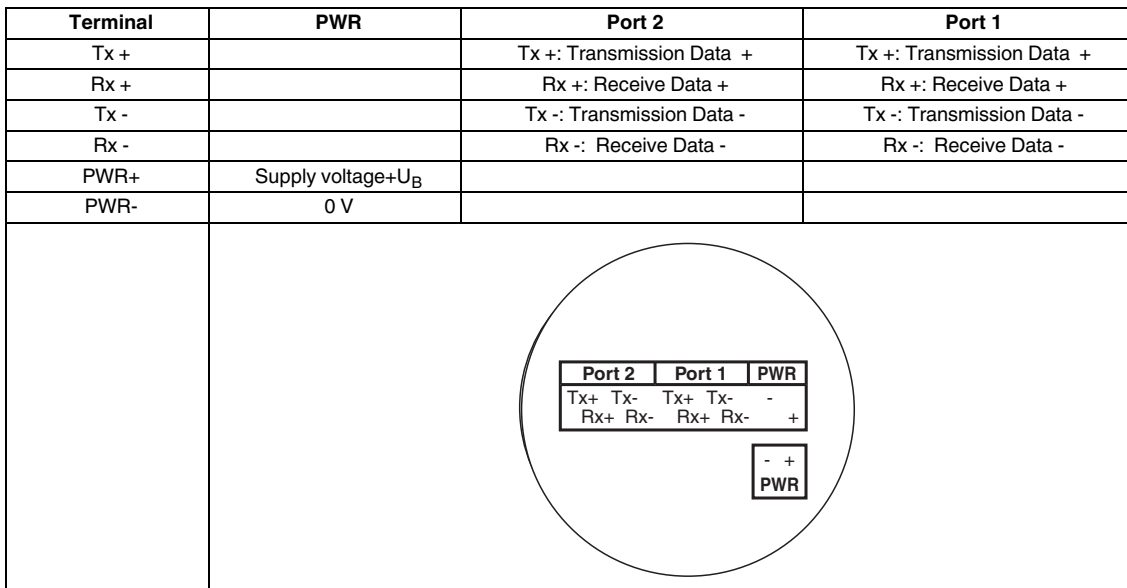 Terminal PWR Port 2 Port 1
Tx + Tx +: Transmission Data + Tx +: Transmission Data +
Rx + Rx +: Receive Data + Rx +: Receive Data +
Tx - Tx -: Transmission Data - Tx -: Transmission Data -
Rx - Rx -: Receive Data - Rx -: Receive Data -
PWR+ Supply voltage+UB
PWR- 0 V
Port 2 Port 1 PWR
Tx+ Tx- Tx+ Tx- -
Rx+ Rx- Rx+ Rx- +
- +
PWR